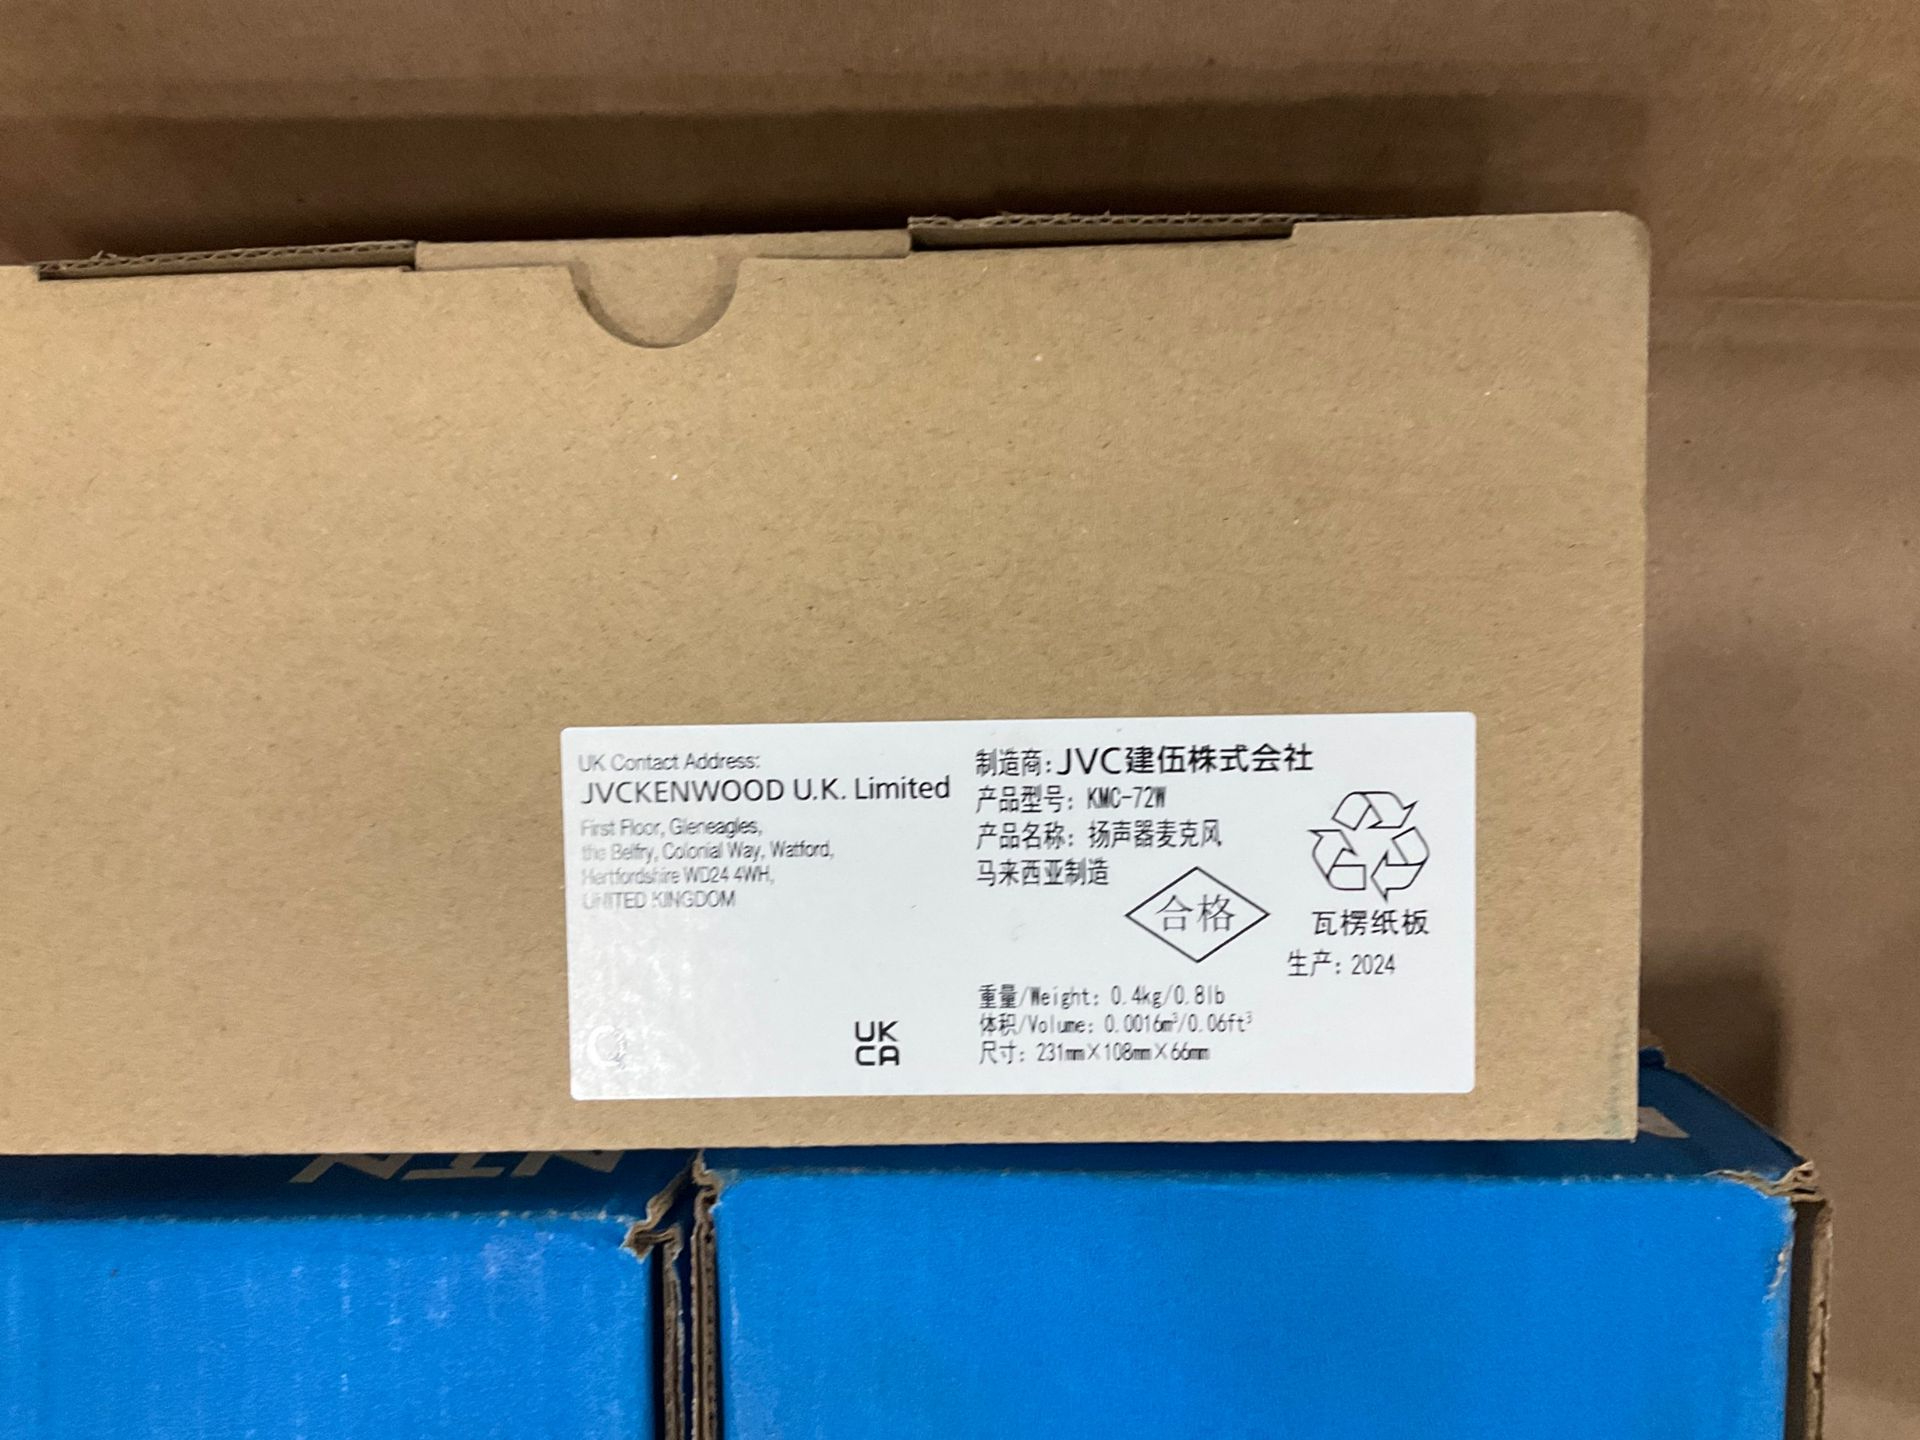 UK Contact Address:
JVCKENWOOD U.K. Limited
First Floor, Gleneagles,
the Belfry, Colonial Way, Watford,
Hertfordshire WD24 4WH,
UNITED KINGDOM
UK
CA
制造商:JVC建伍株式会社
产品型号: KMC-72W
产品名称: 扬声器麦克风
马来西亚制造
合格
瓦楞纸板
生产: 2024
重量/Weight: 0.4kg/0.8lb
体积/Volume: 0.0016m³/0.06ft³
尺寸: 231mm×108mm×66mm
NTN